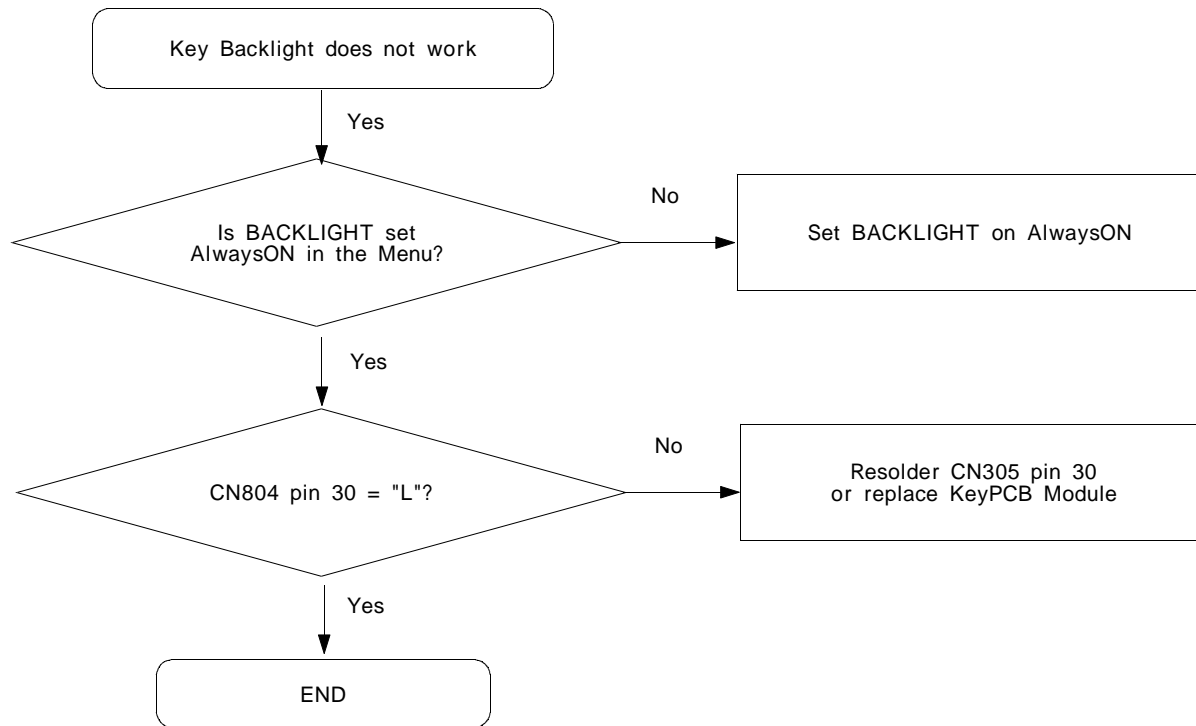 Key Backlight does not work
Yes
Is BACKLIGHT set
AlwaysON in the Menu?
No
Set BACKLIGHT on AlwaysON
Yes
CN804 pin 30 = "L"?
No
Resolder CN305 pin 30
or replace KeyPCB Module
Yes
END